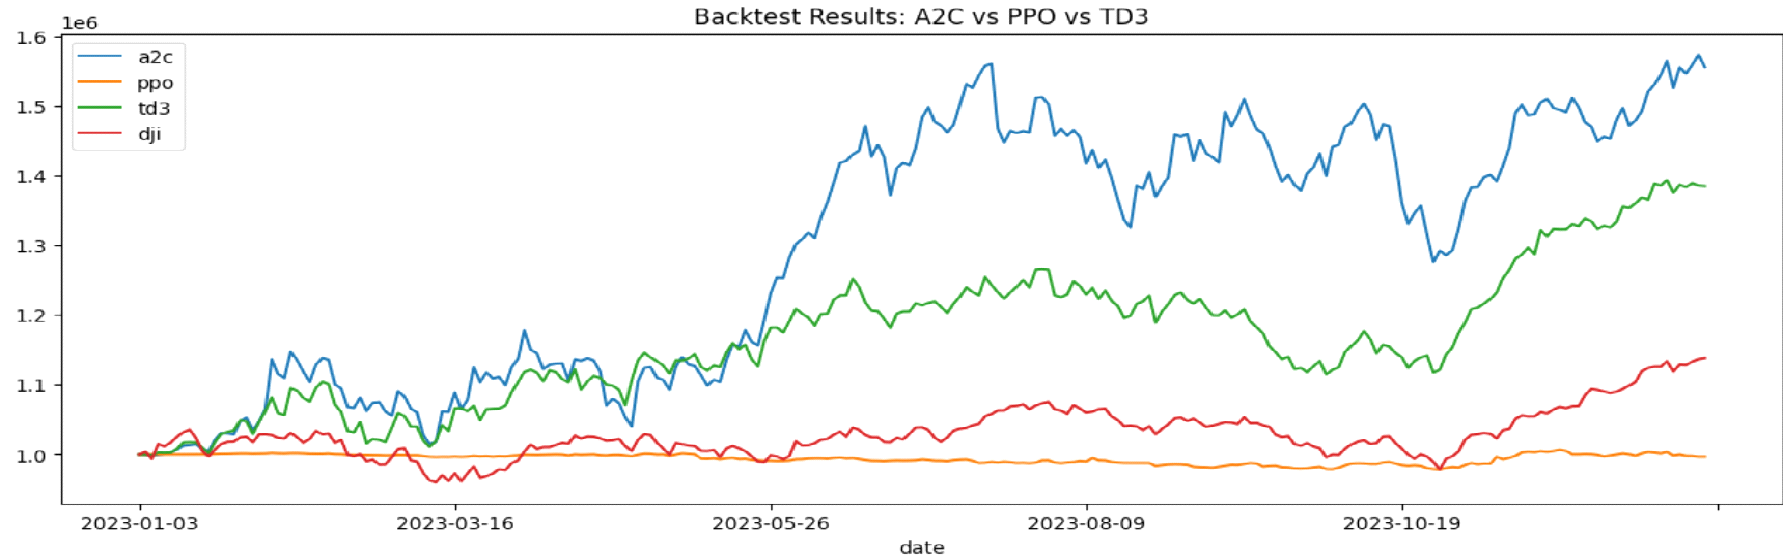 Backtest Results: A2C vs PPO vs TD3
1e6
1.6
1.5
1.4
1.3
1.2
1.1
1.0
a2c
ppo
td3
dji
2023-01-03 2023-03-16 2023-05-26 2023-08-09 2023-10-19
date